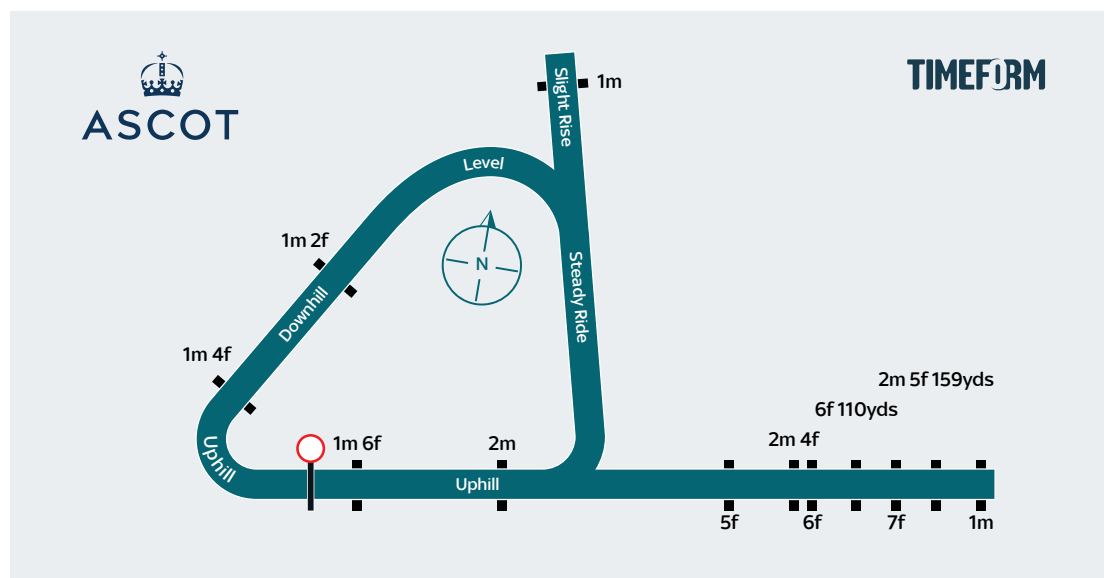 ASCOT
TIMEFORM
1m
Slight Rise
Level
1m 2f
N
Steady Ride
Downhill
1m 4f
2m 5f 159yds
6f 110yds
Uphill
1m 6f
2m
2m 4f
Uphill
5f
6f
7f
1m